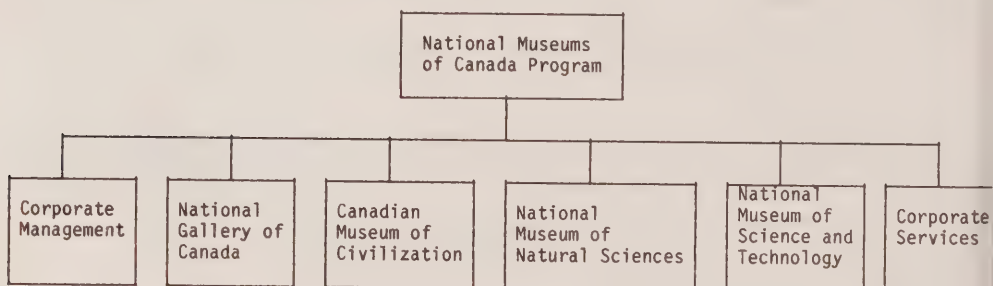 National Museums
of Canada Program
Corporate
Management
National
Gallery of
Canada
Canadian
Museum of
Civilization
National
Museum of
Natural Sciences
National
Museum of
Science and
Technology
Corporate
Services